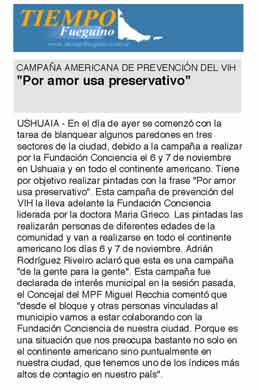 TIEMPO
Fueguino
CAMPAÑA AMERICANA DE PREVENCIÓN DEL VIH
"Por amor usa preservativo"
USHUAIA - En el día de ayer se comenzó con la
tarea de blanquear algunos paredones en tres
sectores de la ciudad, debido a la campaña a realizar
por la Fundación Conciencia el 6 y 7 de noviembre
en Ushuaia y en todo el continente americano. Tiene
por objetivo realizar pintadas con la frase "Por amor
usa preservativo". Esta campaña de prevención del
VIH la lleva adelante la Fundación Conciencia
liderada por la doctora Maria Grieco. Las pintadas las
realizarán personas de diferentes edades de la
comunidad y van a realizarse en todo el continente
americano los días 6 y 7 de noviembre. Adrián
Rodríguez Riveiro aclaró que esta es una campaña
"de la gente para la gente". Esta campaña fue
declarada de interés municipal en la sesión pasada,
el Concejal del MPF Miguel Recchia comentó que
"desde el bloque y otras personas vinculadas al
municipio vamos a estar colaborando con la
Fundación Conciencia de nuestra ciudad. Porque es
una situación que nos preocupa bastante no solo en
el continente americano sino puntualmente en
nuestra ciudad, que tenemos uno de los índices más
altos de contagio en nuestro país".